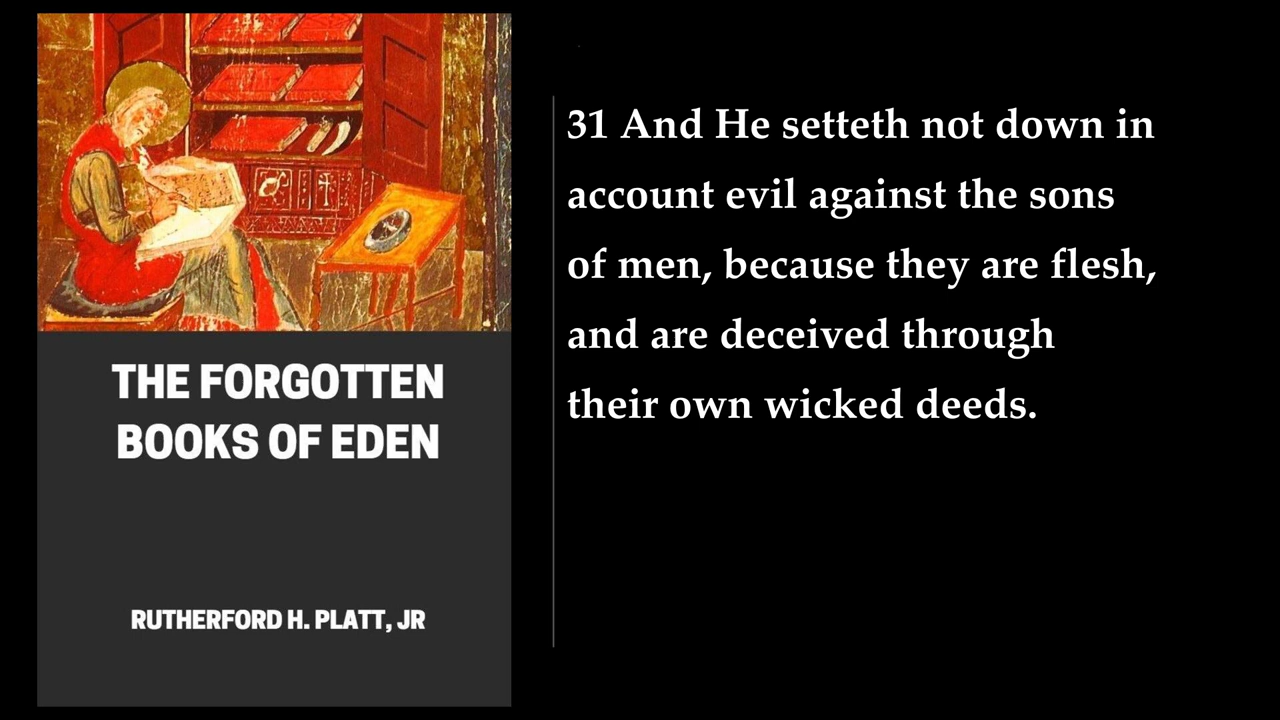 THE FORGOTTEN
BOOKS OF EDEN
RUTHERFORD H. PLATT, JR
31 And He setteth not down in
account evil against the sons
of men, because they are flesh,
and are deceived through
their own wicked deeds.